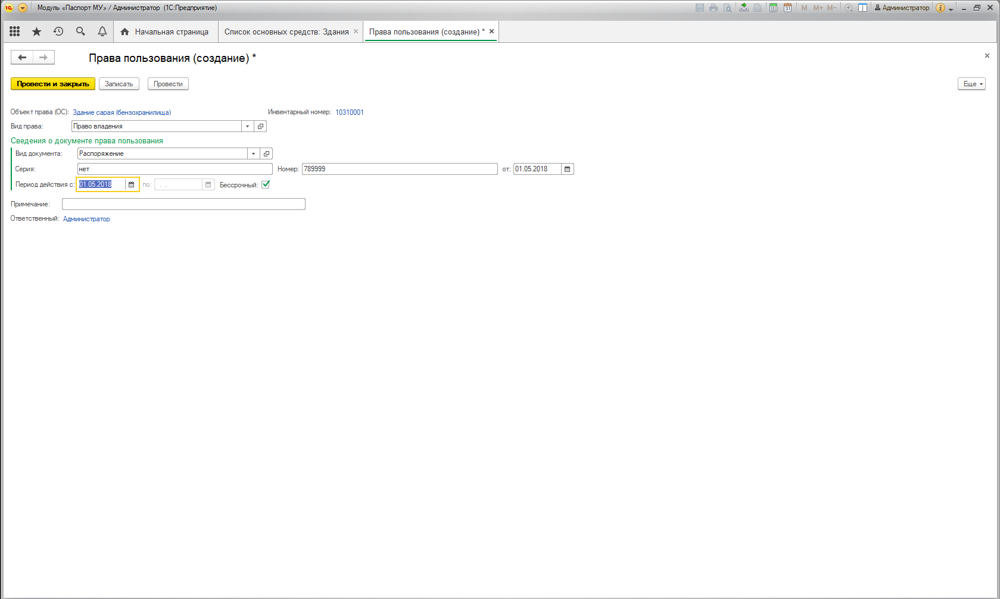 Модуль «Паспорт МУ» / Администратор (1С:Предприятие)
M M+ M- Администратор
Начальная страница Список основных средств: Здания Права пользования (создание) *
Права пользования (создание) *
Провести и закрыть Записать Провести Еще
Объект права (ОС): Здание сарая (бензохранилища) Инвентарный номер: 10310001
Вид права: Право владения
Сведения о документе права пользования
Вид документа: Распоряжение
Серия: нет Номер: 789999 от: 01.05.2018
Период действия с: 01.05.2018 по: . . Бессрочный:
Примечание:
Ответственный: Администратор